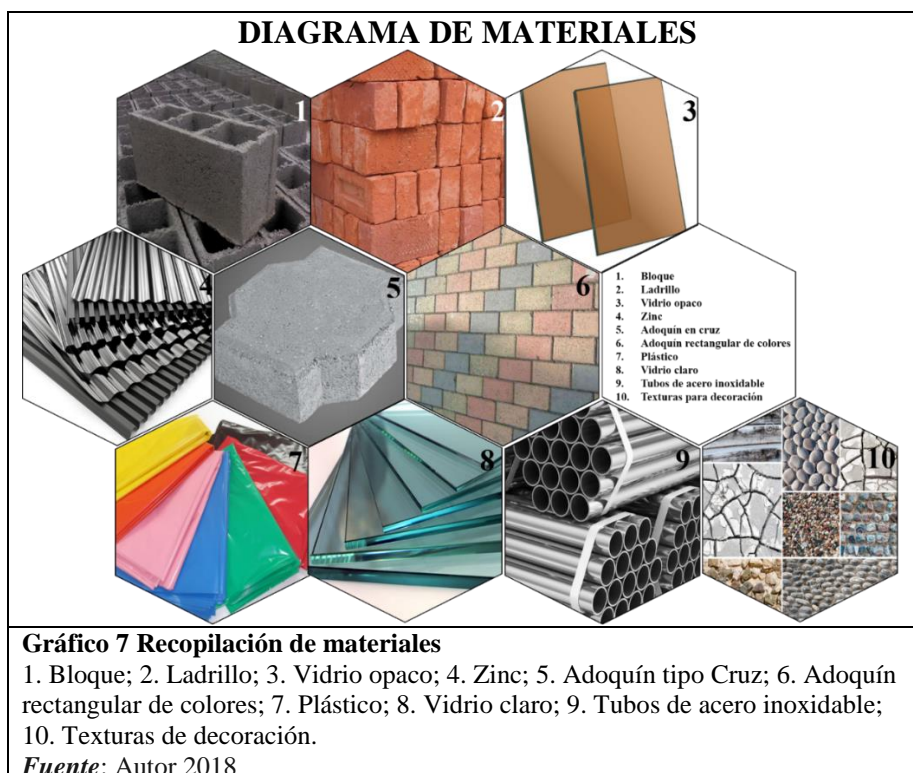 DIAGRAMA DE MATERIALES
1
2
3
4
5
6
1. Bloque
2. Ladrillo
3. Vidrio opaco
4. Zinc
5. Adoquín en cruz
6. Adoquín rectangular de colores
7. Plástico
8. Vidrio claro
9. Tubos de acero inoxidable
10. Texturas para decoración
7
8
9
10
Gráfico 7 Recopilación de materiales
1. Bloque; 2. Ladrillo; 3. Vidrio opaco; 4. Zinc; 5. Adoquín tipo Cruz; 6. Adoquín
rectangular de colores; 7. Plástico; 8. Vidrio claro; 9. Tubos de acero inoxidable;
10. Texturas de decoración.
Fuente: Autor 2018